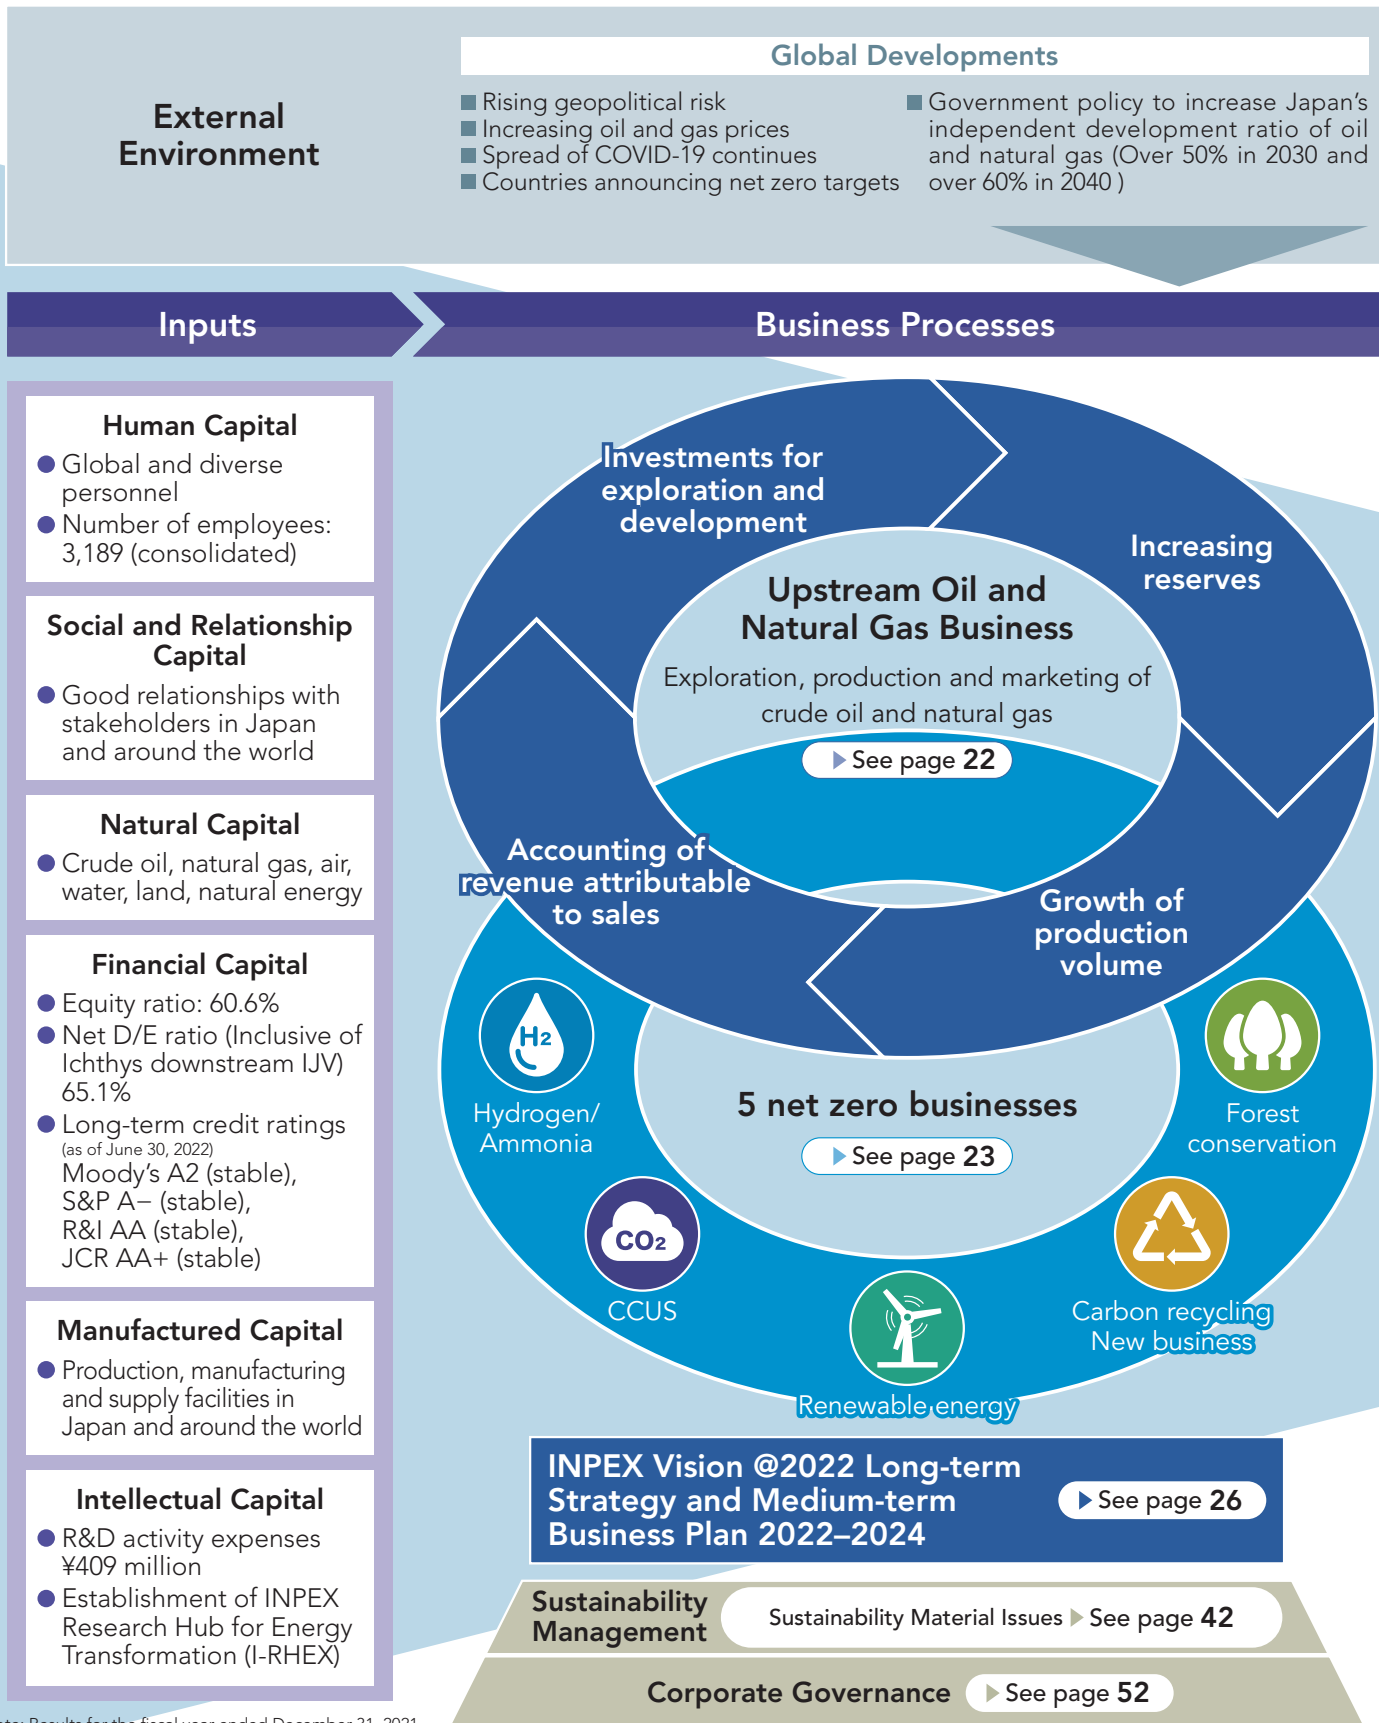 External
Environment
Global Developments
■ Rising geopolitical risk
■ Increasing oil and gas prices
■ Spread of COVID-19 continues
■ Countries announcing net zero targets
■ Government policy to increase Japan's
independent development ratio of oil
and natural gas (Over 50% in 2030 and
over 60% in 2040 )
Inputs
Business Processes
Human Capital
● Global and diverse
personnel
● Number of employees:
3,189 (consolidated)
Social and Relationship
Capital
● Good relationships with
stakeholders in Japan
and around the world
Natural Capital
● Crude oil, natural gas, air,
water, land, natural energy
Financial Capital
● Equity ratio: 60.6%
● Net D/E ratio (Inclusive of
Ichthys downstream IJV)
65.1%
● Long-term credit ratings
(as of June 30, 2022)
Moody's A2 (stable),
S&P A− (stable),
R&I AA (stable),
JCR AA+ (stable)
Manufactured Capital
● Production, manufacturing
and supply facilities in
Japan and around the world
Intellectual Capital
● R&D activity expenses
¥409 million
● Establishment of INPEX
Research Hub for Energy
Transformation (I-RHEX)
Investments for
exploration and
development
Increasing
reserves
Upstream Oil and
Natural Gas Business
Exploration, production and marketing of
crude oil and natural gas
See page 22
Accounting of
revenue attributable
to sales
Growth of
production
volume
H2
Hydrogen/
Ammonia
5 net zero businesses
See page 23
Forest
conservation
CO2
CCUS
Carbon recycling
New business
Renewable energy
INPEX Vision @2022 Long-term
Strategy and Medium-term
Business Plan 2022–2024
See page 26
Sustainability
Management
Sustainability Material Issues ▶ See page 42
Corporate Governance
See page 52
Results for the fiscal year ended December 31, 2021